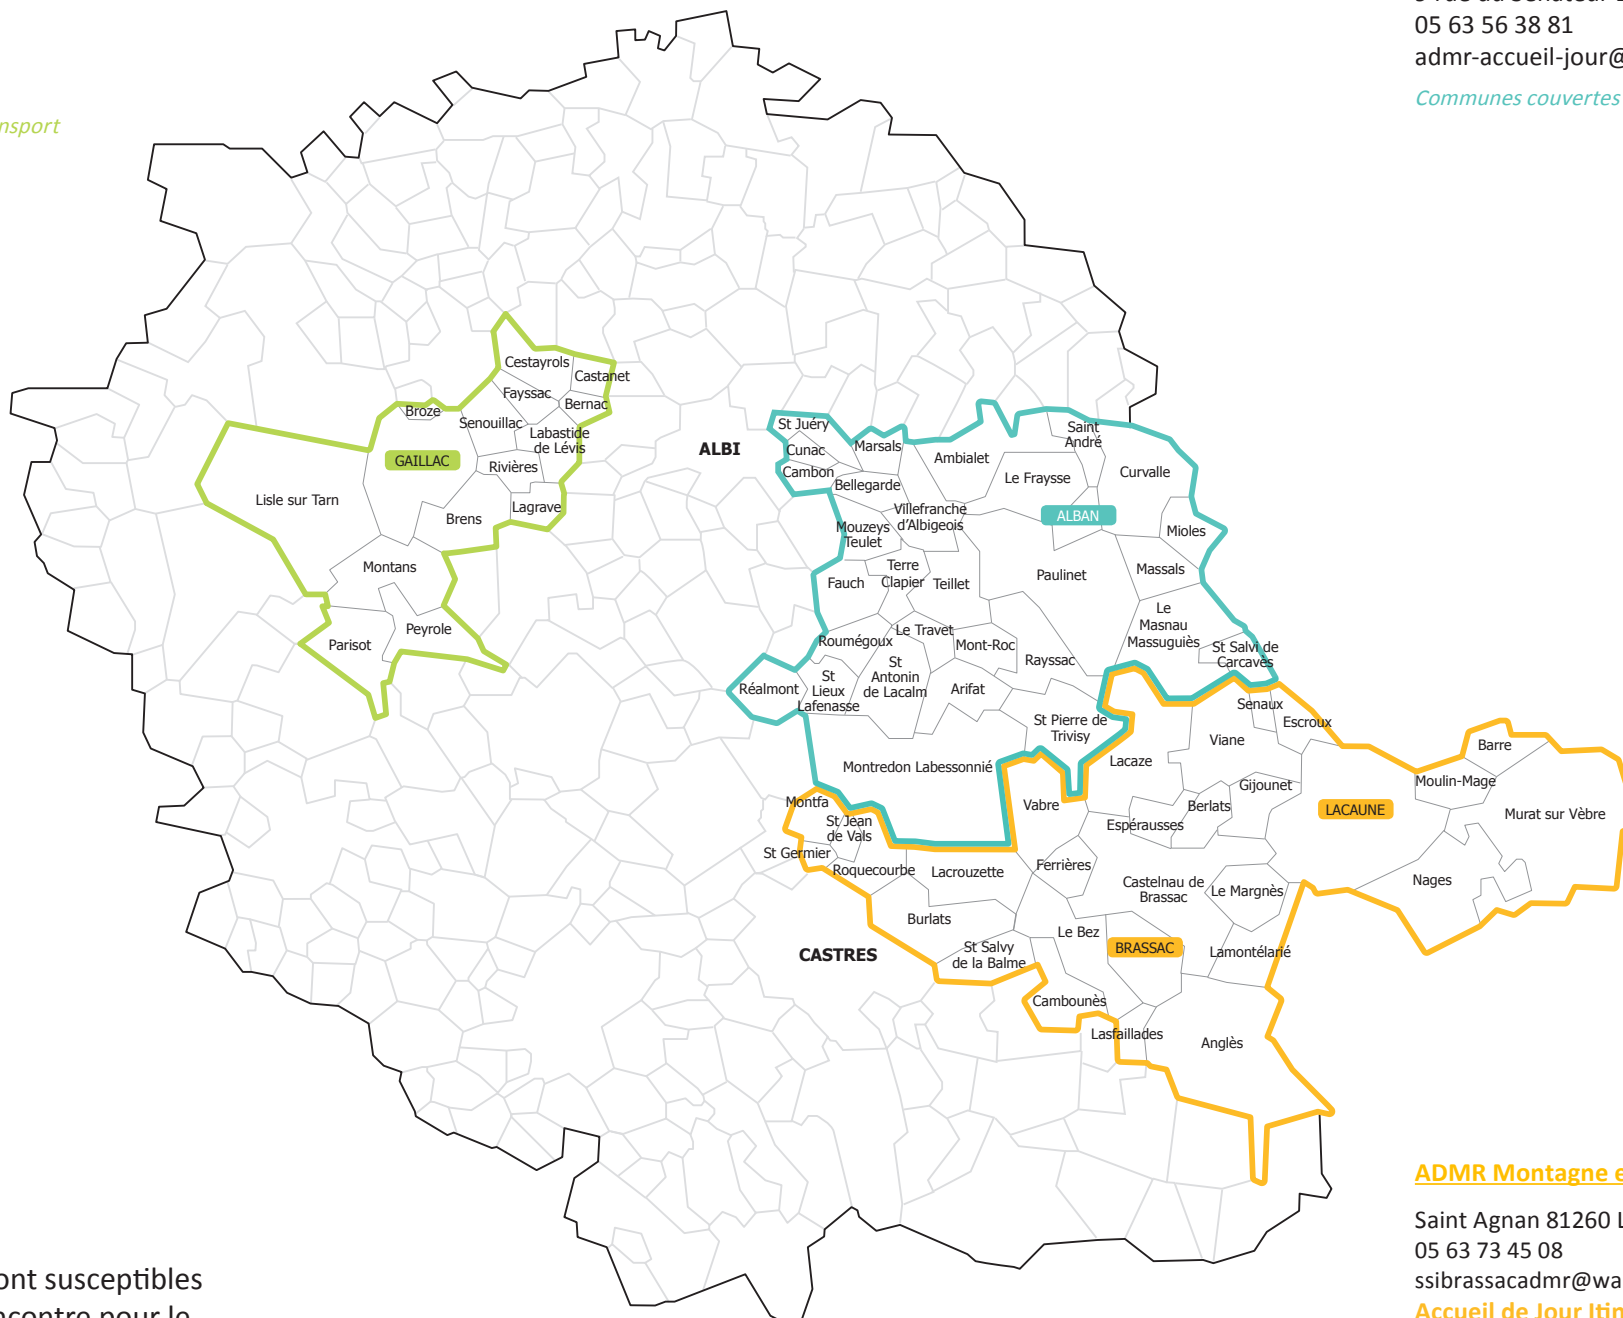 05 63 56 38 81
admr-accueil-jour@
Communes couvertes
Cestayrols
Castanet
Fayssac
Bernac
Broze
Senouillac
Labastide
de Lévis
GAILLAC
Rivières
Lisle sur Tarn
Lagrave
Brens
Montans
Peyrole
Parisot
ALBI
St Juéry
Cunac
Marsals
Cambon
Bellegarde
Ambialet
Saint
André
Le Fraysse
Curvalle
Villefranche
d'Albigeois
ALBAN
Mouzeys
Teulet
Mioles
Terre
Clapier
Fauch
Teillet
Paulinet
Massals
Le
Masnau
Massuguiès
Le Travet
Roumégoux
Mont-Roc
Rayssac
St Salvi de
Carcavès
Réalmont
St
Lieux
Lafenasse
St
Antonin
de Lacalm
Arifat
St Pierre de
Trivisy
Montredon Labessonnié
Senaux
Escroux
Viane
Lacaze
Barre
Moulin-Mage
Gijounet
Berlats
LACAUNE
Murat sur Vèbre
Montfa
Vabre
Espérausses
St Jean
de Vals
St Germier
Roquecourbe
Lacrouzette
Ferrières
Castelnau de
Brassac
Le Margnès
Nages
Burlats
Le Bez
CASTRES
St Salvy
de la Balme
BRASSAC
Lamontélarié
Cambounès
Lasfaillades
Anglès
ADMR Montagne
Saint Agnan 81260
05 63 73 45 08
ssibrassacadmr@wa
Accueil de Jour
ont susceptibles